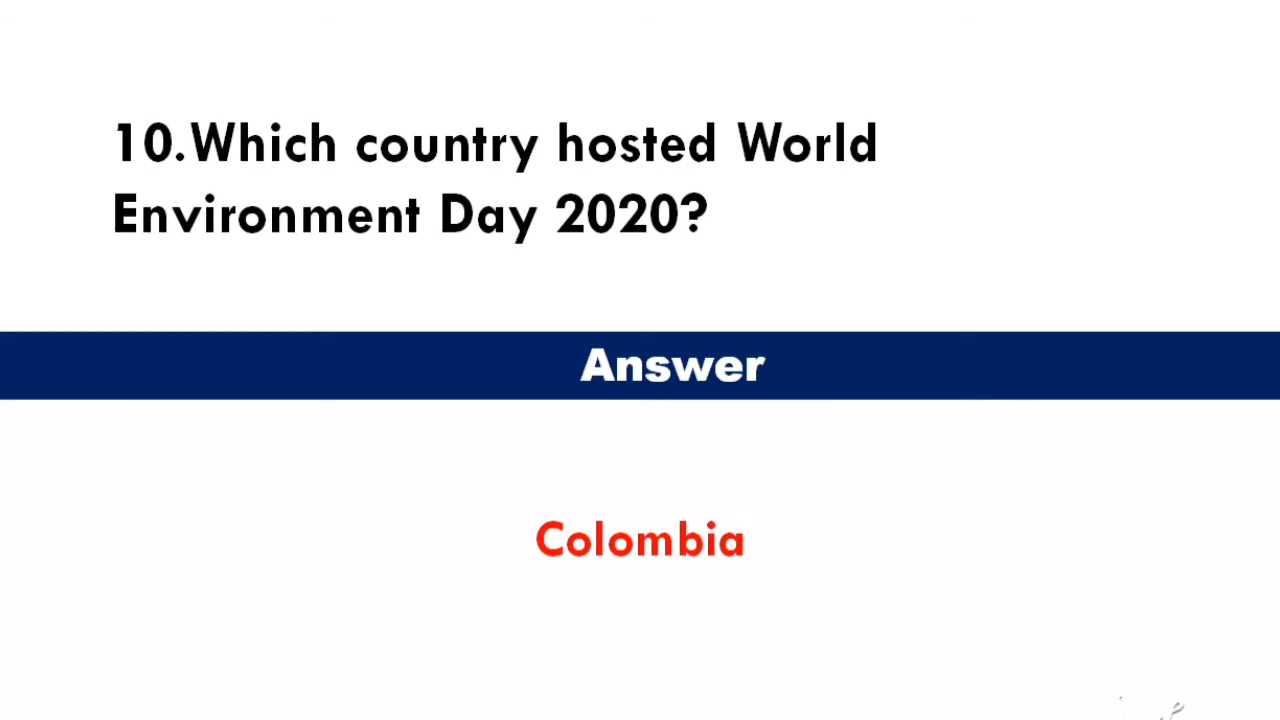 10.Which country hosted World
Environment Day 2020?
Answer
Colombia